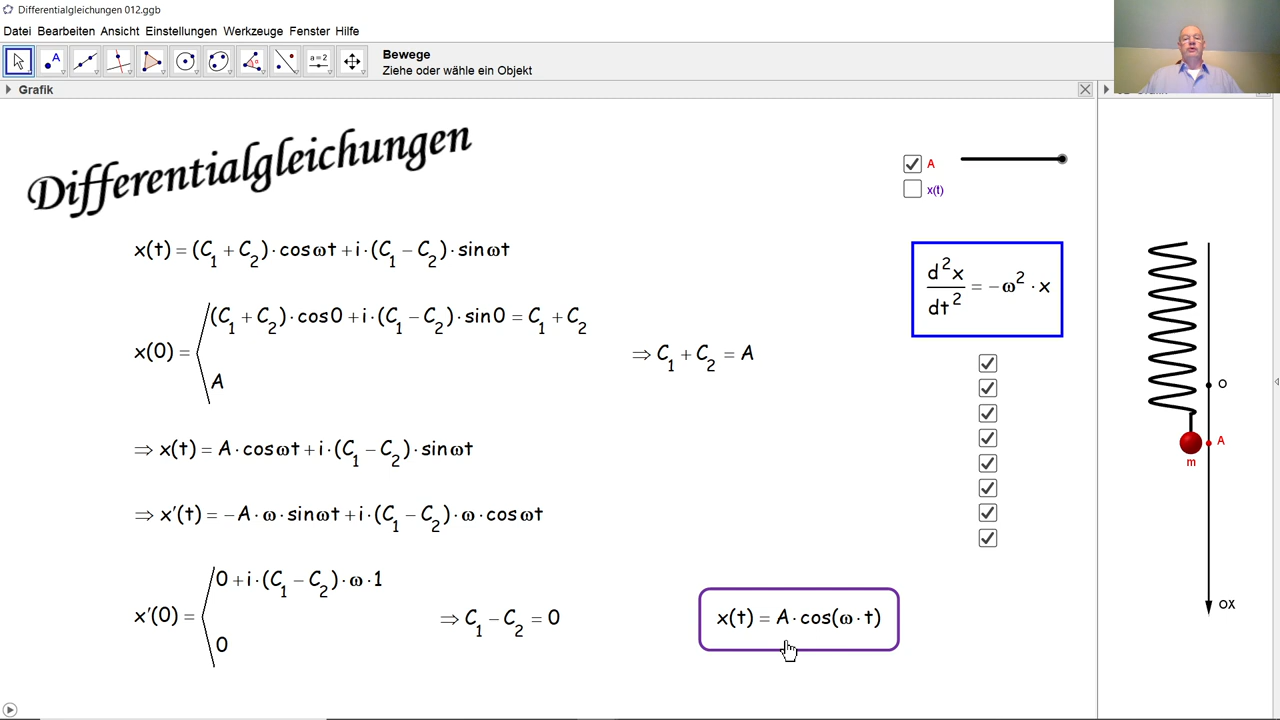 Differentialgleichungen 012.ggb
Datei Bearbeiten Ansicht Einstellungen Werkzeuge Fenster Hilfe
A
a=2
Bewege
Ziehe oder wähle ein Objekt
Grafik
Differentialgleichungen
A
x(t)
x(t) = (C₁ + C₂)·cosωt + i·(C₁ − C₂)·sinωt
d²x/dt² = −ω²·x
(C₁ + C₂)·cos0 + i·(C₁ − C₂)·sin0 = C₁ + C₂
x(0) =
A
⇒ C₁ + C₂ = A
⇒ x(t) = A·cosωt + i·(C₁ − C₂)·sinωt
⇒ x′(t) = −A·ω·sinωt + i·(C₁ − C₂)·ω·cosωt
0 + i·(C₁ − C₂)·ω·1
x′(0) =
0
⇒ C₁ − C₂ = 0
x(t) = A·cos(ω·t)
O
A
m
OX